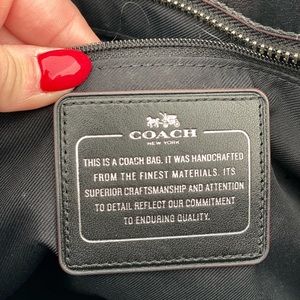 COACH
NEW YORK
THIS IS A COACH BAG. IT WAS HANDCRAFTED
FROM THE FINEST MATERIALS. ITS
SUPERIOR CRAFTSMANSHIP AND ATTENTION
TO DETAIL REFLECT OUR COMMITMENT
TO ENDURING QUALITY.